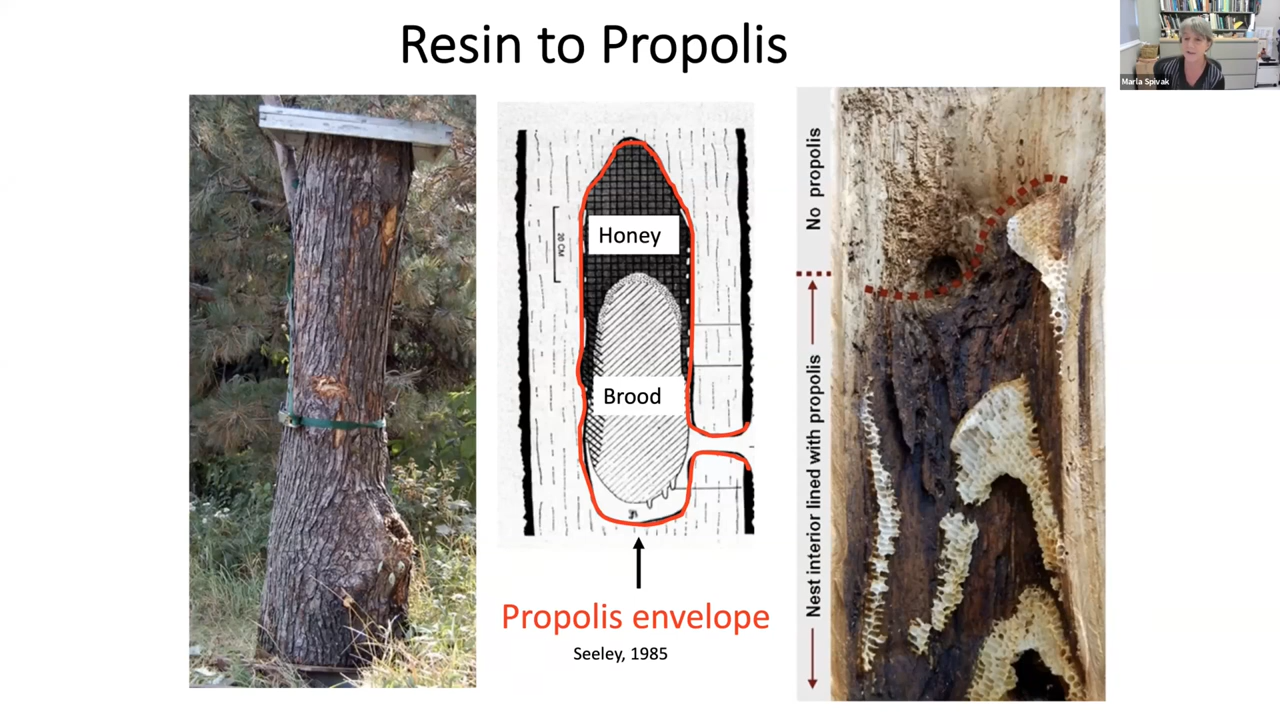 Resin to Propolis
Marla Spivak
Honey
20 CM
Brood
Propolis envelope
Seeley, 1985
No propolis
Nest interior lined with propolis